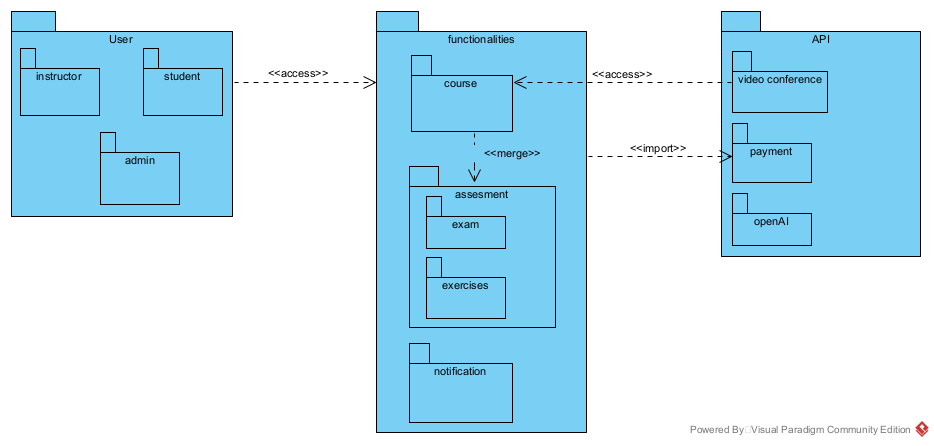 User
instructor
student
admin
<<access>>
functionalities
course
<<merge>>
assesment
exam
exercises
notification
<<access>>
<<import>>
API
video conference
payment
openAI
Powered By Visual Paradigm Community Edition